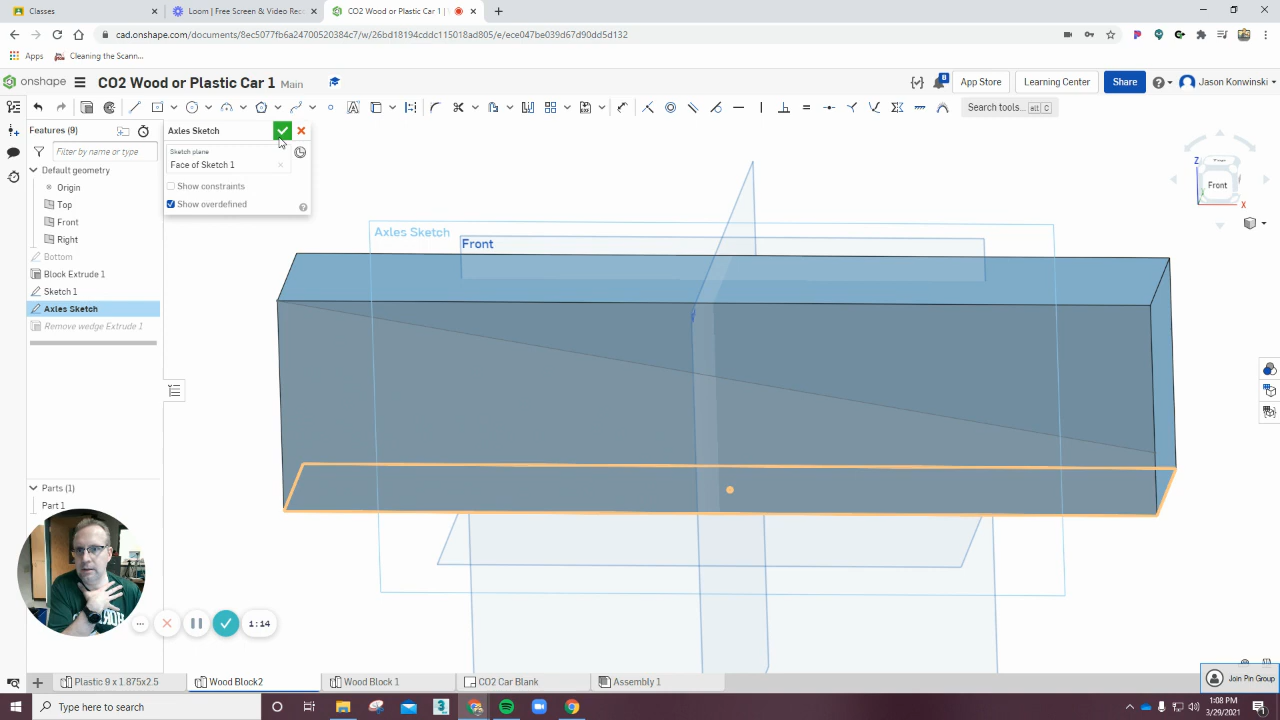 Classes
Loom | Free Screen & Video Rec
CO2 Wood or Plastic Car 1 |
cad.onshape.com/documents/8ec5077fb6a24700520384c7/w/26bd18194cddc115018ad805/e/ece047be039d67d90dd5d132
Apps
Cleaning the Scann...
onshape
CO2 Wood or Plastic Car 1
Main
8
App Store
Learning Center
Share
Jason Konwinski
Search tools...
alt
C
Features (9)
Filter by name or type
Default geometry
Origin
Top
Front
Right
Bottom
Block Extrude 1
Sketch 1
Axles Sketch
Remove wedge Extrude 1
Parts (1)
Part 1
Axles Sketch
Sketch plane
Face of Sketch 1
Show constraints
Show overdefined
Axles Sketch
Front
Z
Front
X
1:14
Plastic 9 x 1.875x2.5
Wood Block2
Wood Block 1
CO2 Car Blank
Assembly 1
Join Pin Group
Type here to search
1:08 PM
3/29/2021